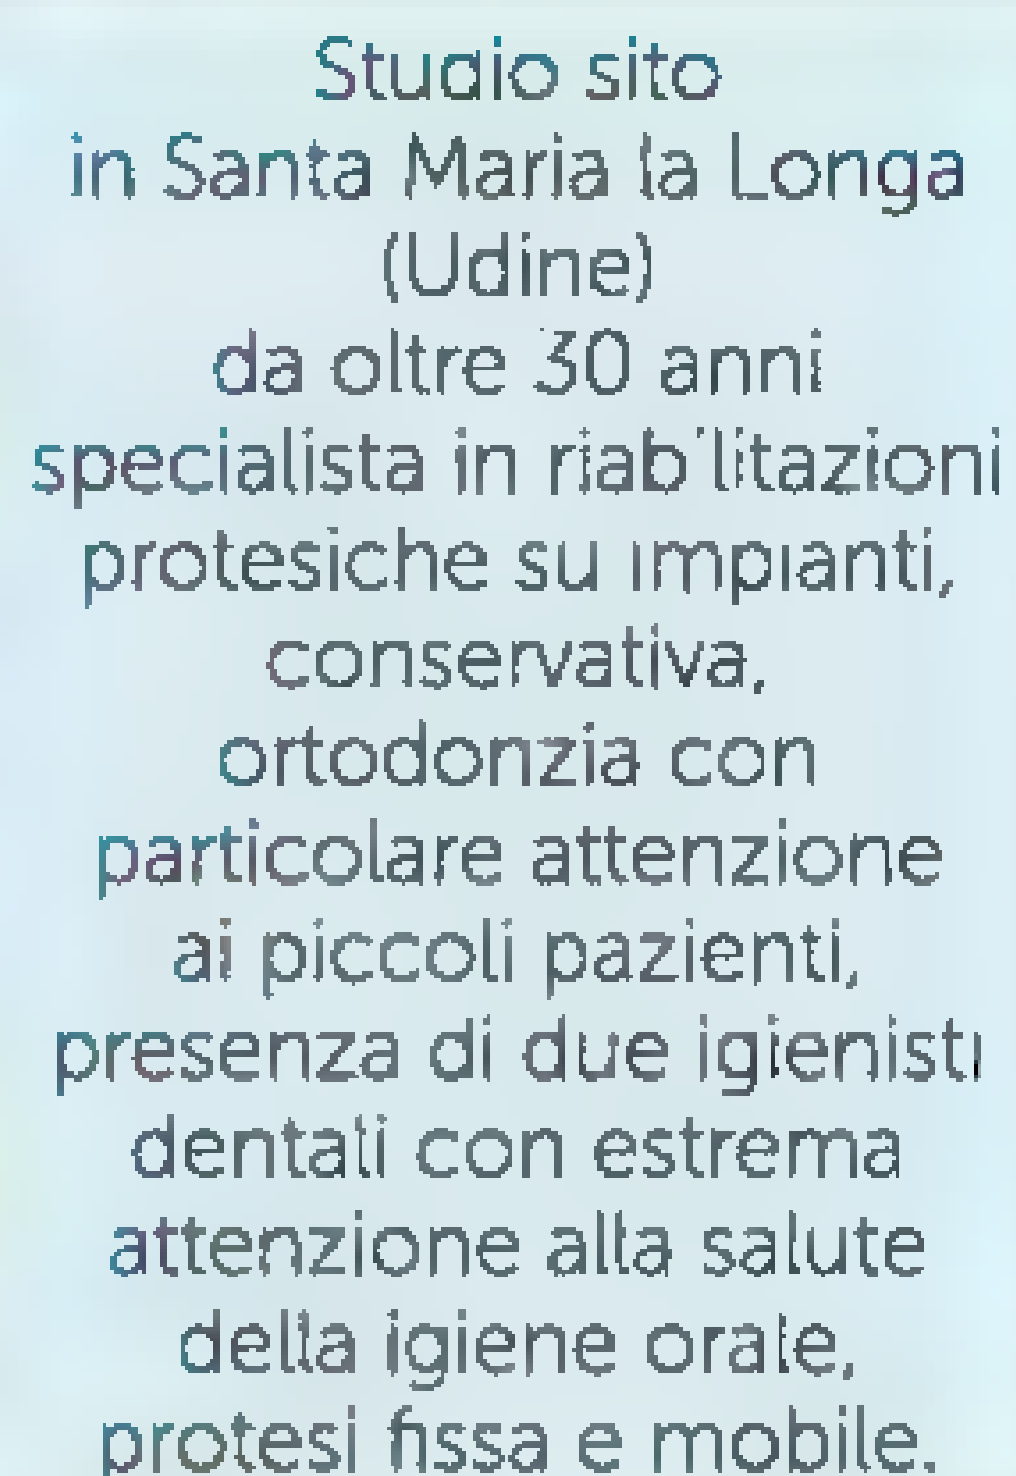 Studio sito
in Santa Maria la Longa
(Udine)
da oltre 30 anni
specialista in riabilitazioni
protesiche su impianti,
conservativa,
ortodonzia con
particolare attenzione
ai piccoli pazienti,
presenza di due igienisti
dentali con estrema
attenzione alla salute
della igiene orale,
protesi fissa e mobile.